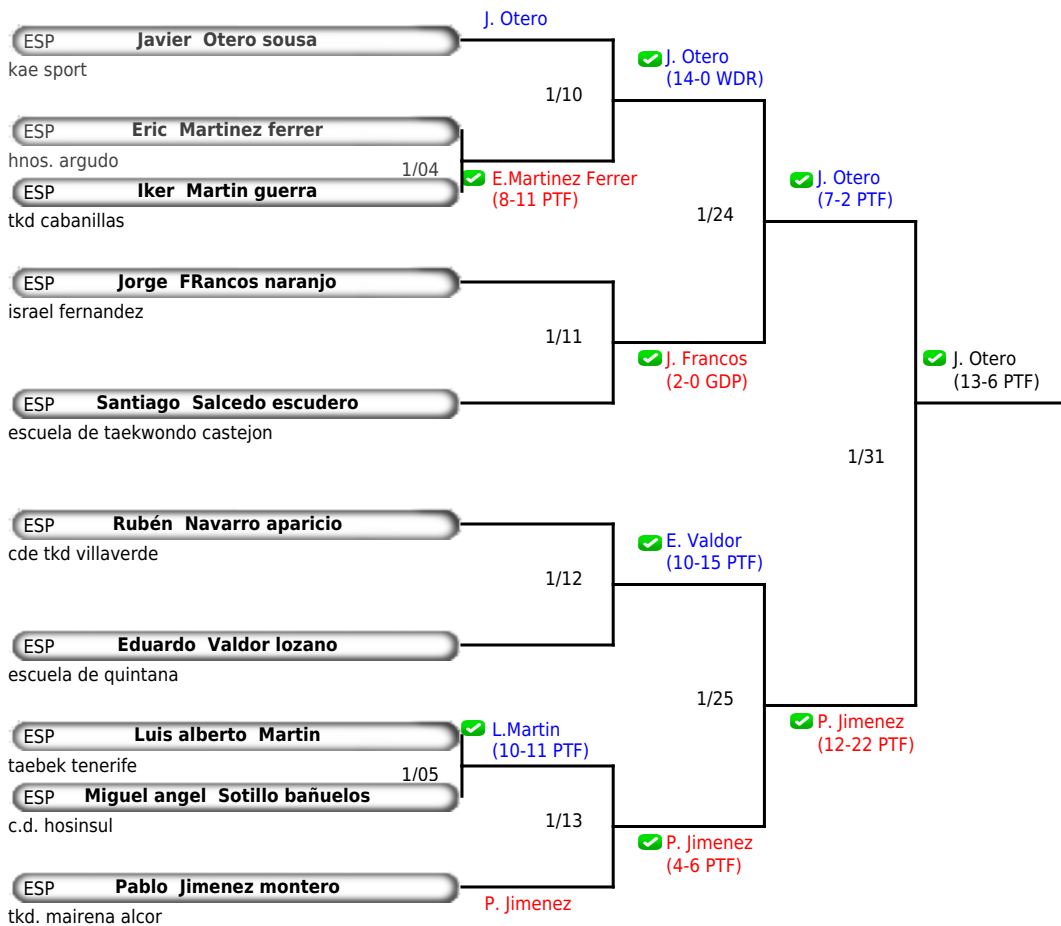 J. Otero
ESP Javier Otero sousa
kae sport
J. Otero
(14-0 WDR)
1/10
ESP Eric Martinez ferrer
hnos. argudo
1/04
ESP Iker Martin guerra
E.Martinez Ferrer
(8-11 PTF)
tkd cabanillas
J. Otero
(7-2 PTF)
1/24
ESP Jorge FRancos naranjo
israel fernandez
1/11
J. Francos
(2-0 GDP)
J. Otero
(13-6 PTF)
ESP Santiago Salcedo escudero
escuela de taekwondo castejon
1/31
ESP Rubén Navarro aparicio
cde tkd villaverde
E. Valdor
(10-15 PTF)
1/12
ESP Eduardo Valdor lozano
escuela de quintana
1/25
ESP Luis alberto Martin
L.Martin
(10-11 PTF)
P. Jimenez
(12-22 PTF)
taebek tenerife
1/05
ESP Miguel angel Sotillo bañuelos
c.d. hosinsul
1/13
P. Jimenez
(4-6 PTF)
ESP Pablo Jimenez montero
P. Jimenez
tkd. mairena alcor